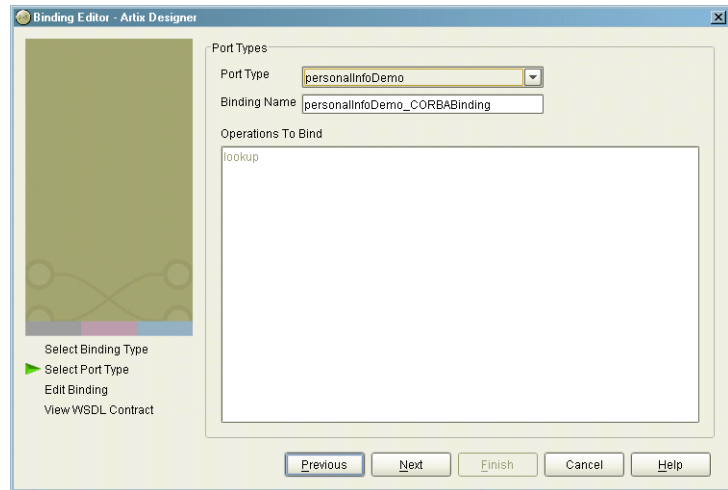 Binding Editor - Artix Designer
Port Types
Port Type personalInfoDemo
Binding Name personalInfoDemo_CORBABinding
Operations To Bind
lookup
Select Binding Type
Select Port Type
Edit Binding
View WSDL Contract
Previous Next Finish Cancel Help